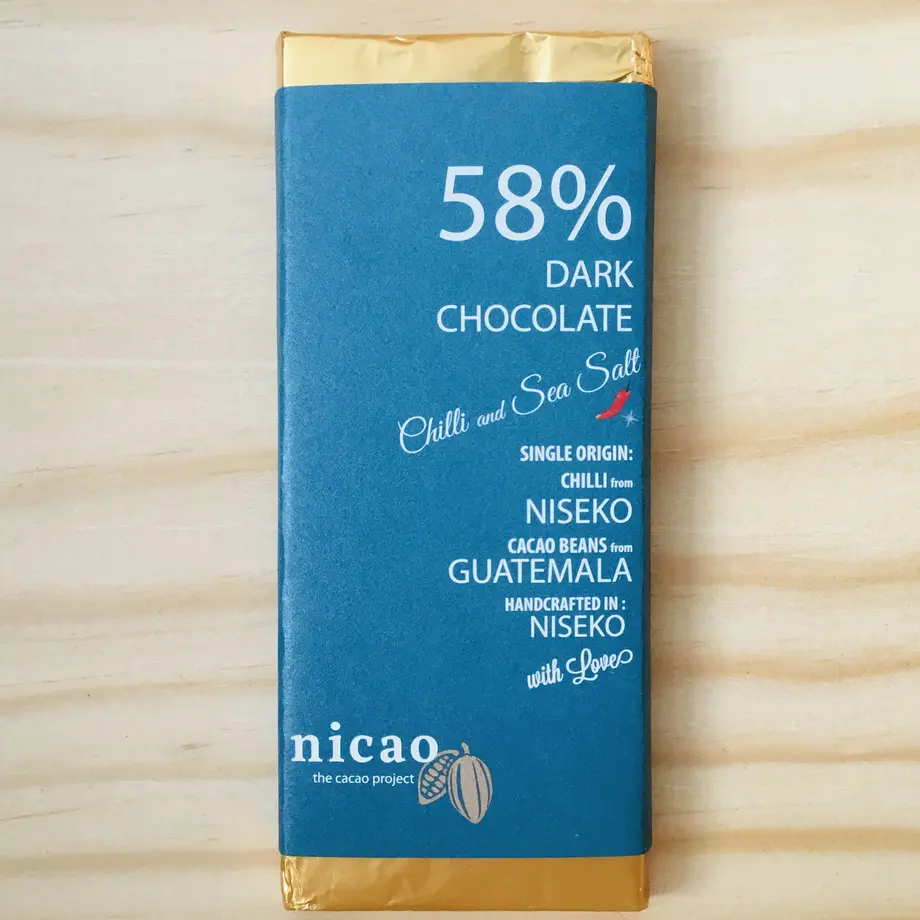 58%
DARK
CHOCOLATE
Chilli and Sea Salt
SINGLE ORIGIN:
CHILLI from
NISEKO
CACAO BEANS from
GUATEMALA
HANDCRAFTED IN :
NISEKO
with Love
nicao
the cacao project